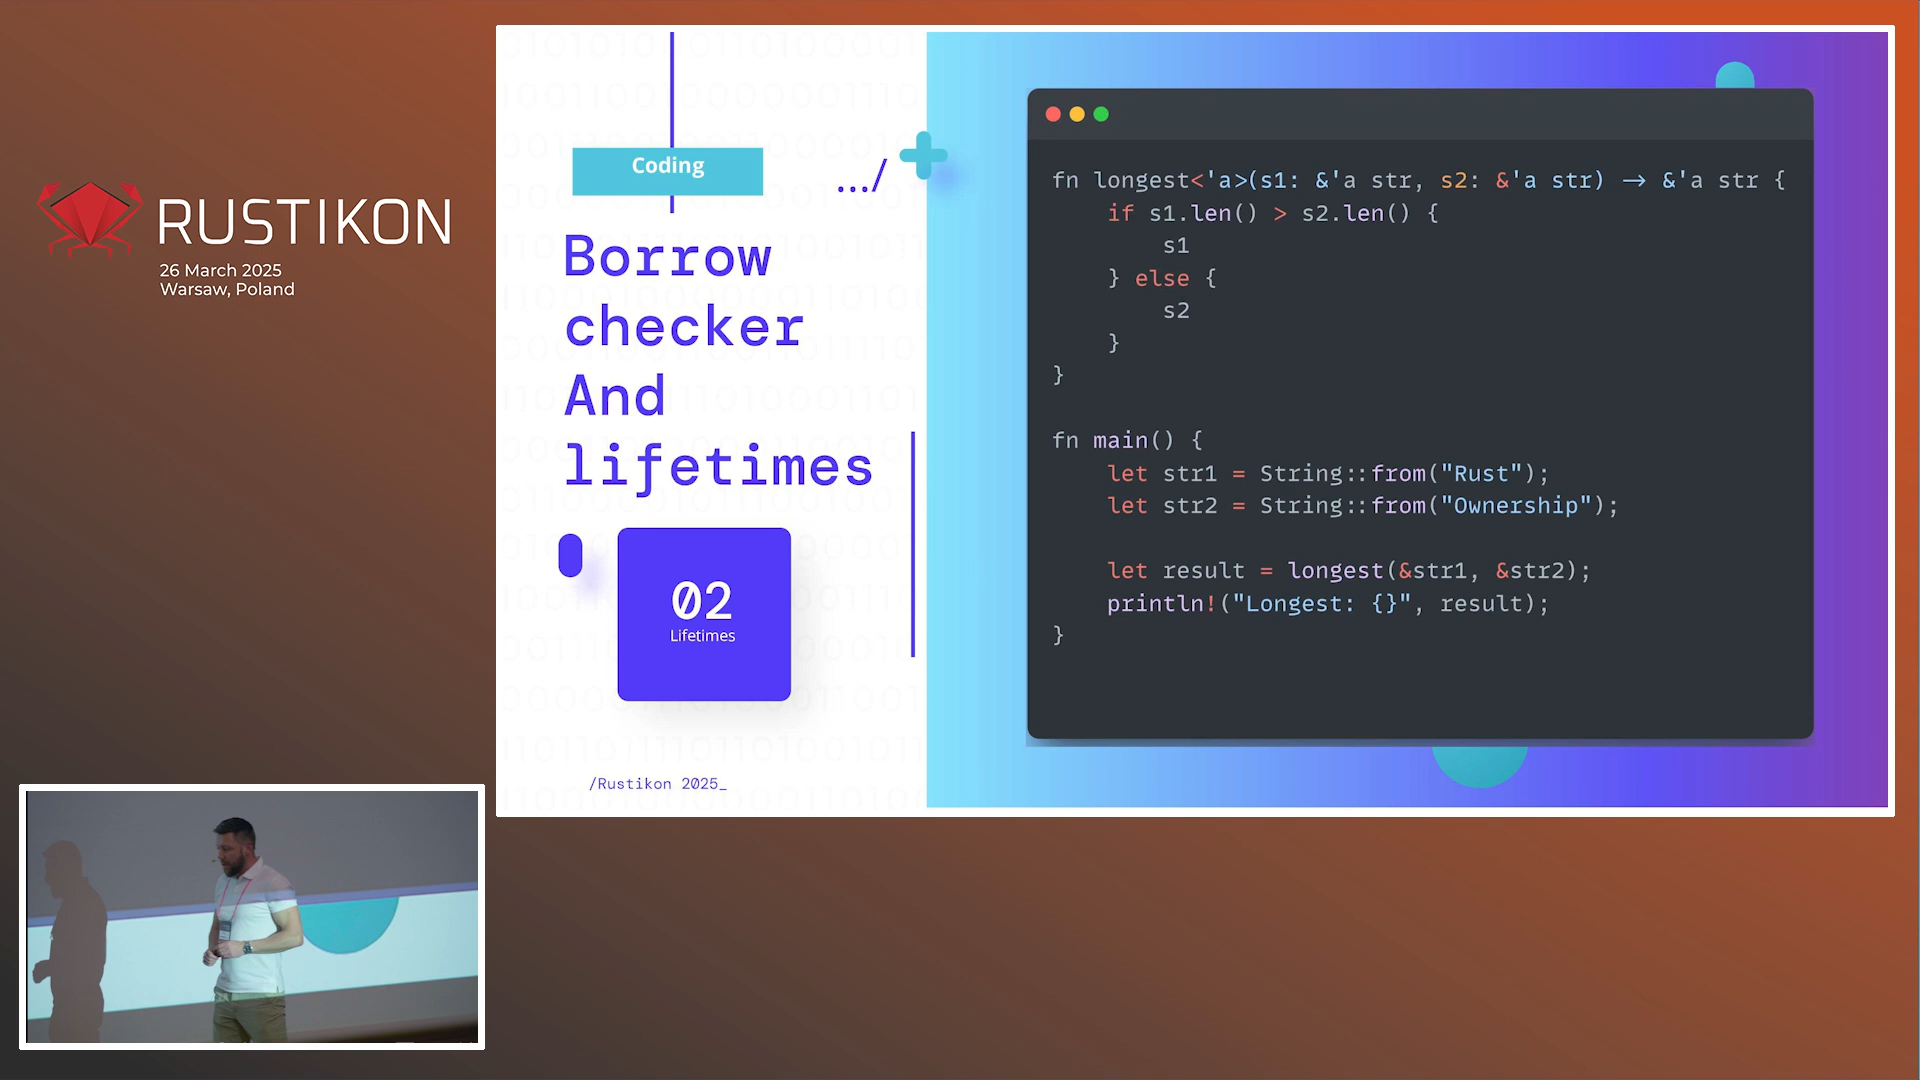 RUSTIKON
26 March 2025
Warsaw, Poland
Coding
.../
Borrow
checker
And
lifetimes
02
Lifetimes
/Rustikon 2025_
fn longest<'a>(s1: &'a str, s2: &'a str) → &'a str {
    if s1.len() > s2.len() {
        s1
    } else {
        s2
    }
}
fn main() {
    let str1 = String::from("Rust");
    let str2 = String::from("Ownership");
    let result = longest(&str1, &str2);
    println!("Longest: {}", result);
}